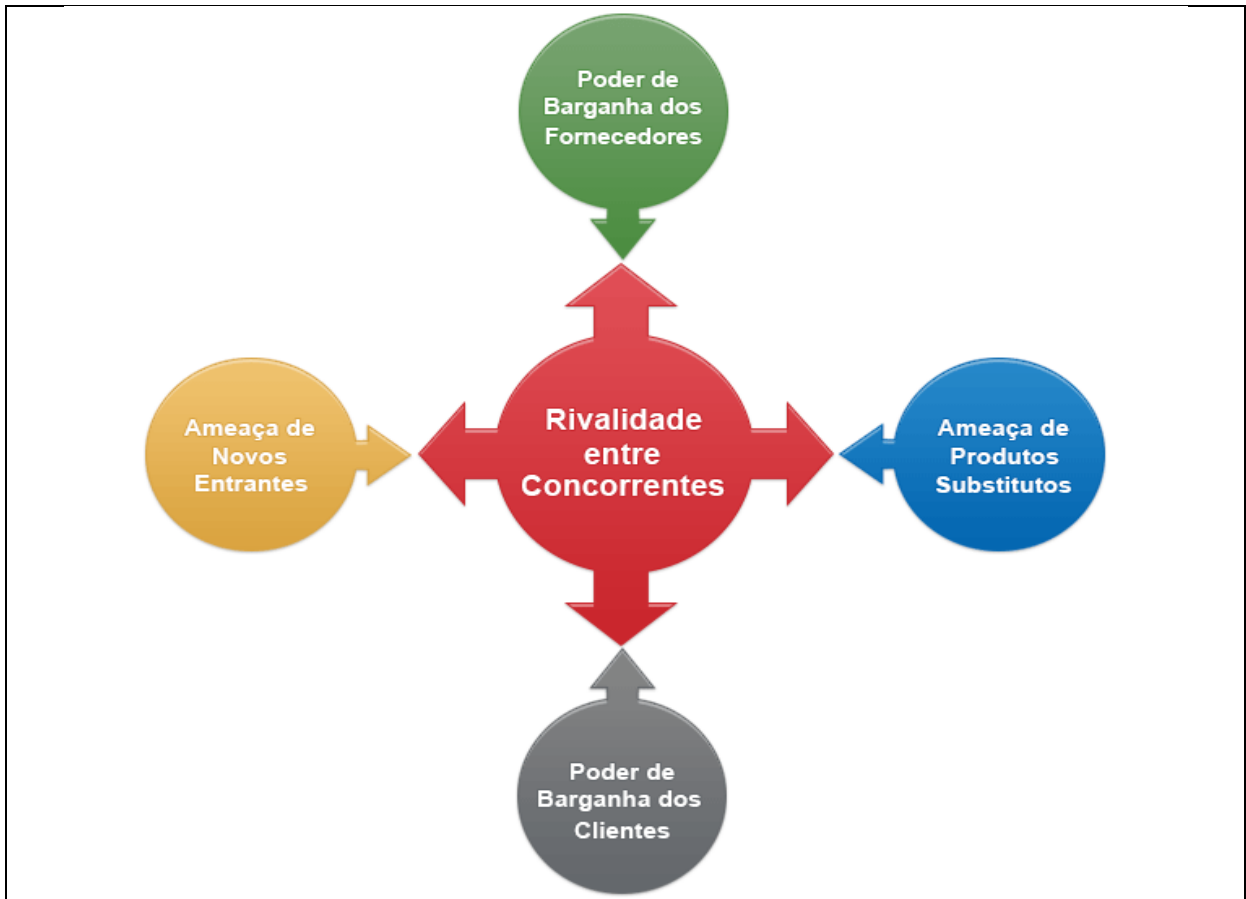 Poder de
Barganha dos
Fornecedores
Ameaça de
Novos
Entrantes
Rivalidade
entre
Concorrentes
Ameaça de
Produtos
Substitutos
Poder de
Barganha dos
Clientes